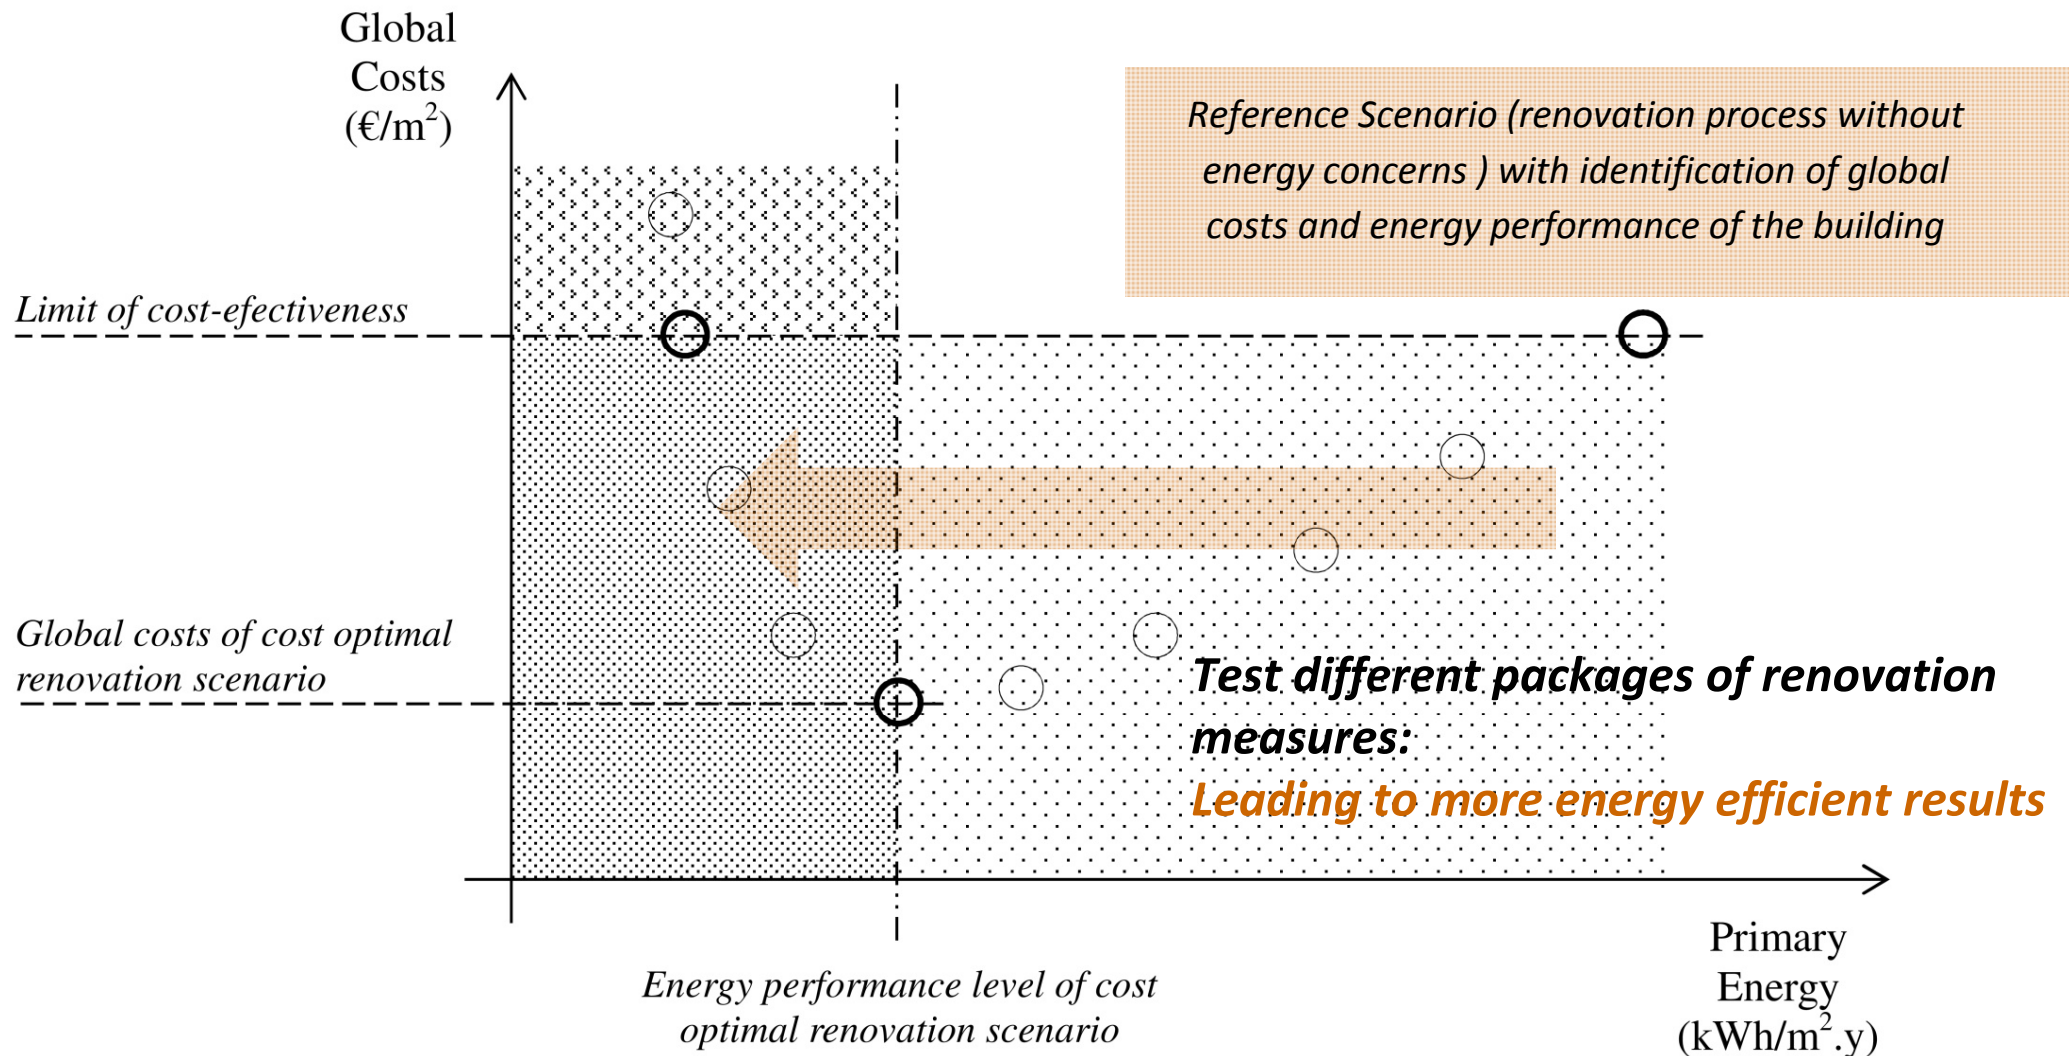 Global
Costs
(€/m²)
Reference Scenario (renovation process without
energy concerns ) with identification of global
costs and energy performance of the building
Limit of cost-efectiveness
Global costs of cost optimal
renovation scenario
Test different packages of renovation
measures:
Leading to more energy efficient results
Energy performance level of cost
optimal renovation scenario
Primary
Energy
(kWh/m².y)